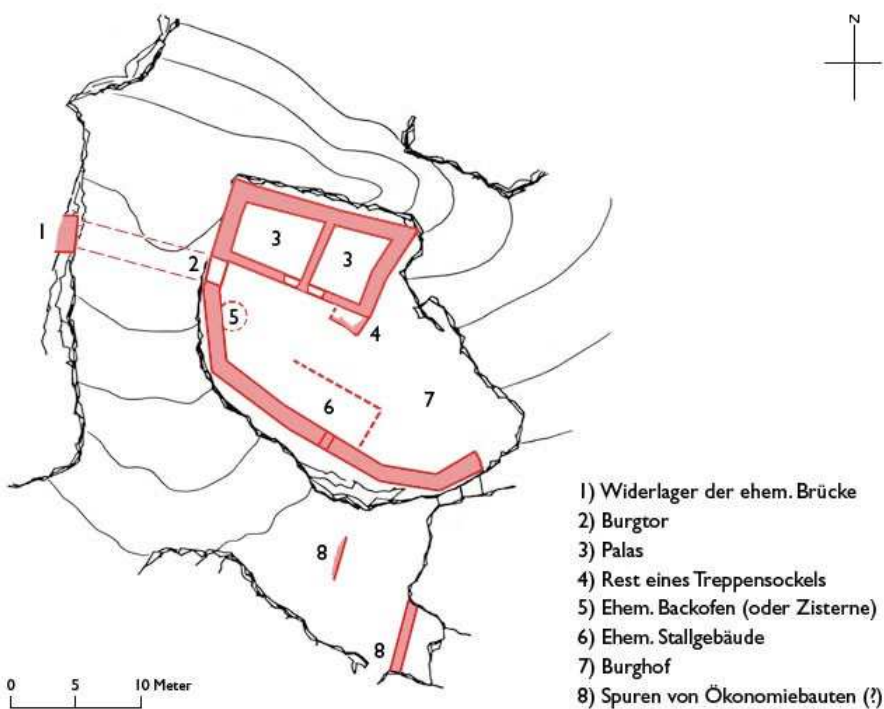 N
1
2
3
3
4
5
6
7
8
8
1) Widerlager der ehem. Brücke
2) Burgtor
3) Palas
4) Rest eines Treppensockels
5) Ehem. Backofen (oder Zisterne)
6) Ehem. Stallgebäude
7) Burghof
8) Spuren von Ökonomiebauten (?)
0 5 10 Meter